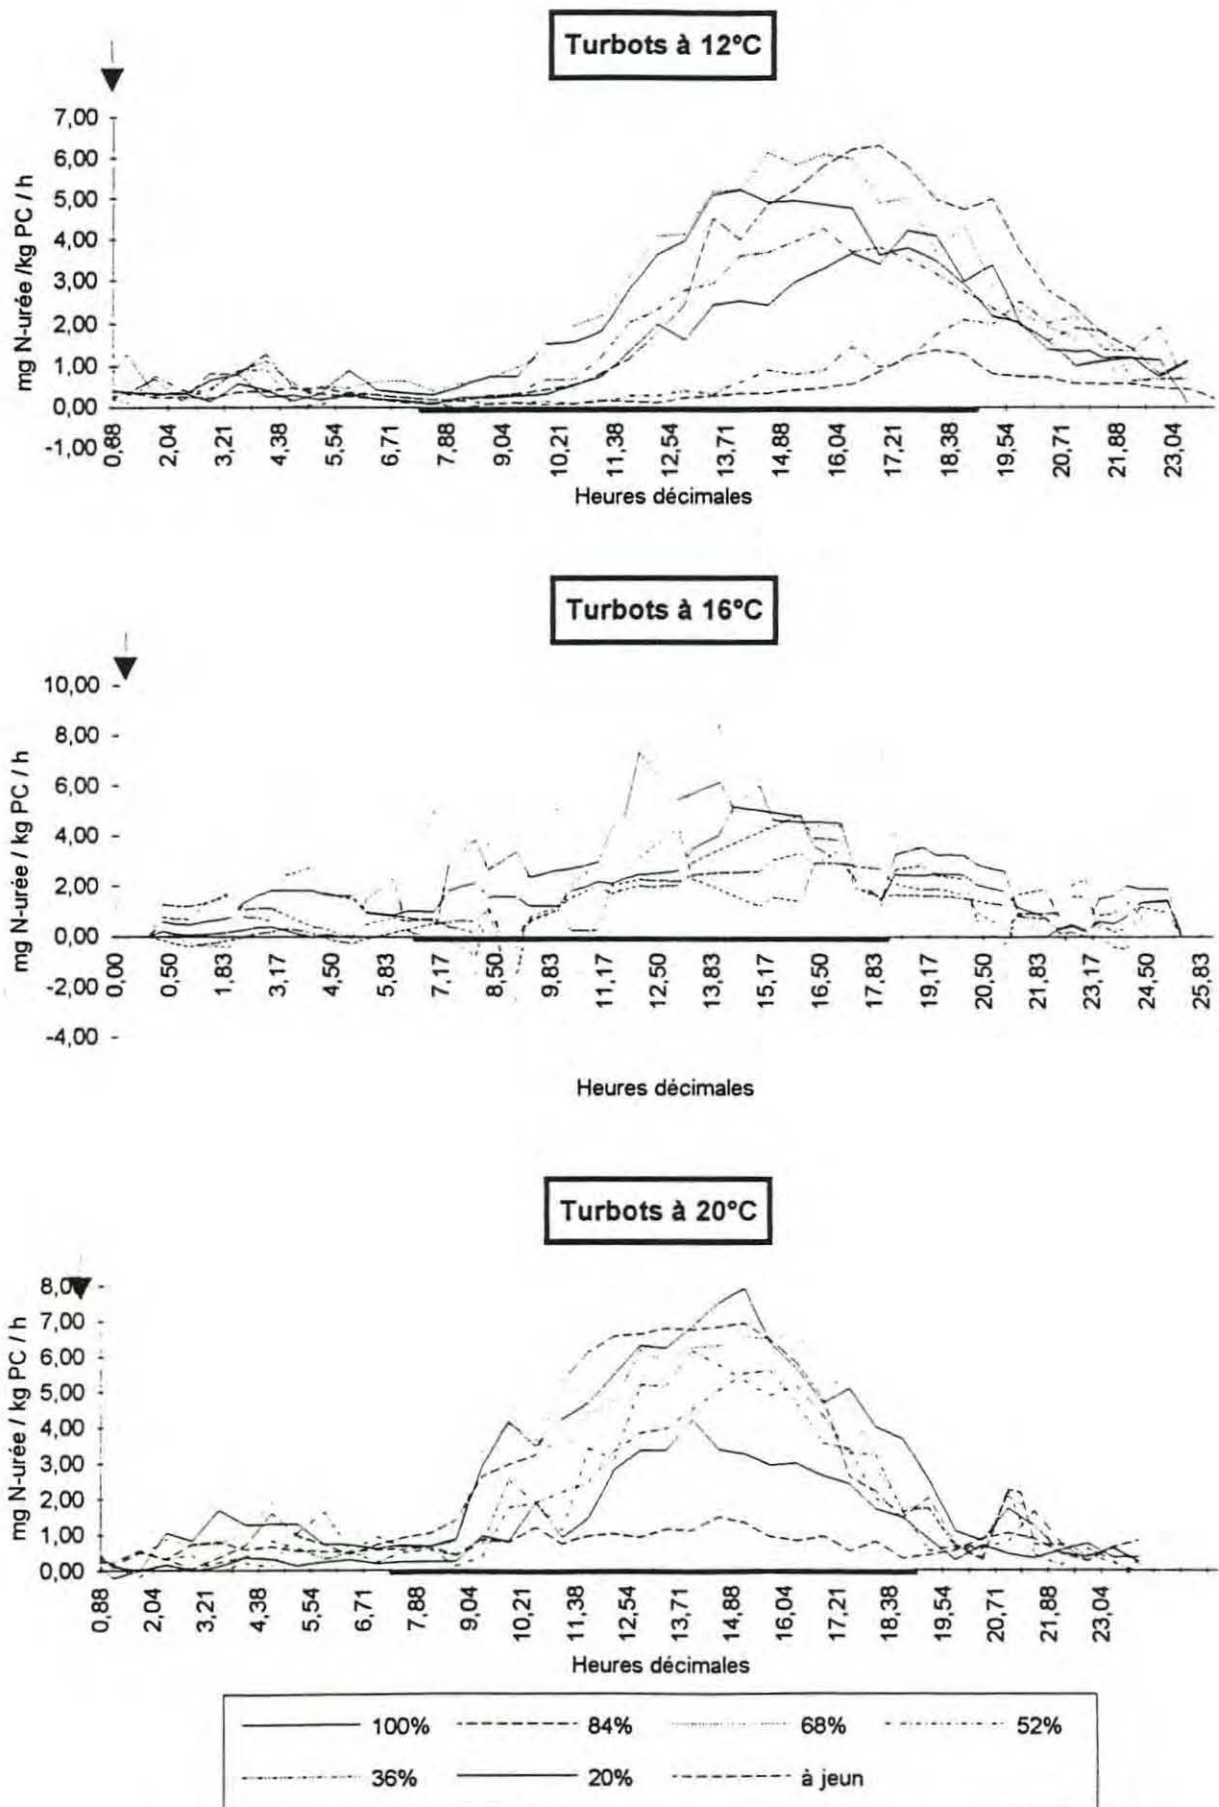 Turbots à 12°C
7,00
6,00
5,00
4,00
3,00
2,00
1,00
0,00
-1,00
mg N-urée /kg PC / h
0,88 2,04 3,21 4,38 5,54 6,71 7,88 9,04 10,21 11,38 12,54 13,71 14,88 16,04 17,21 18,38 19,54 20,71 21,88 23,04
Heures décimales
Turbots à 16°C
10,00
8,00
6,00
4,00
2,00
0,00
-2,00
-4,00
mg N-urée / kg PC / h
0,00 0,50 1,83 3,17 4,50 5,83 7,17 8,50 9,83 11,17 12,50 13,83 15,17 16,50 17,83 19,17 20,50 21,83 23,17 24,50 25,83
Heures décimales
Turbots à 20°C
8,00
7,00
6,00
5,00
4,00
3,00
2,00
1,00
0,00
mg N-urée / kg PC / h
0,88 2,04 3,21 4,38 5,54 6,71 7,88 9,04 10,21 11,38 12,54 13,71 14,88 16,04 17,21 18,38 19,54 20,71 21,88 23,04
Heures décimales
100% 84% 68% 52%
36% 20% à jeun